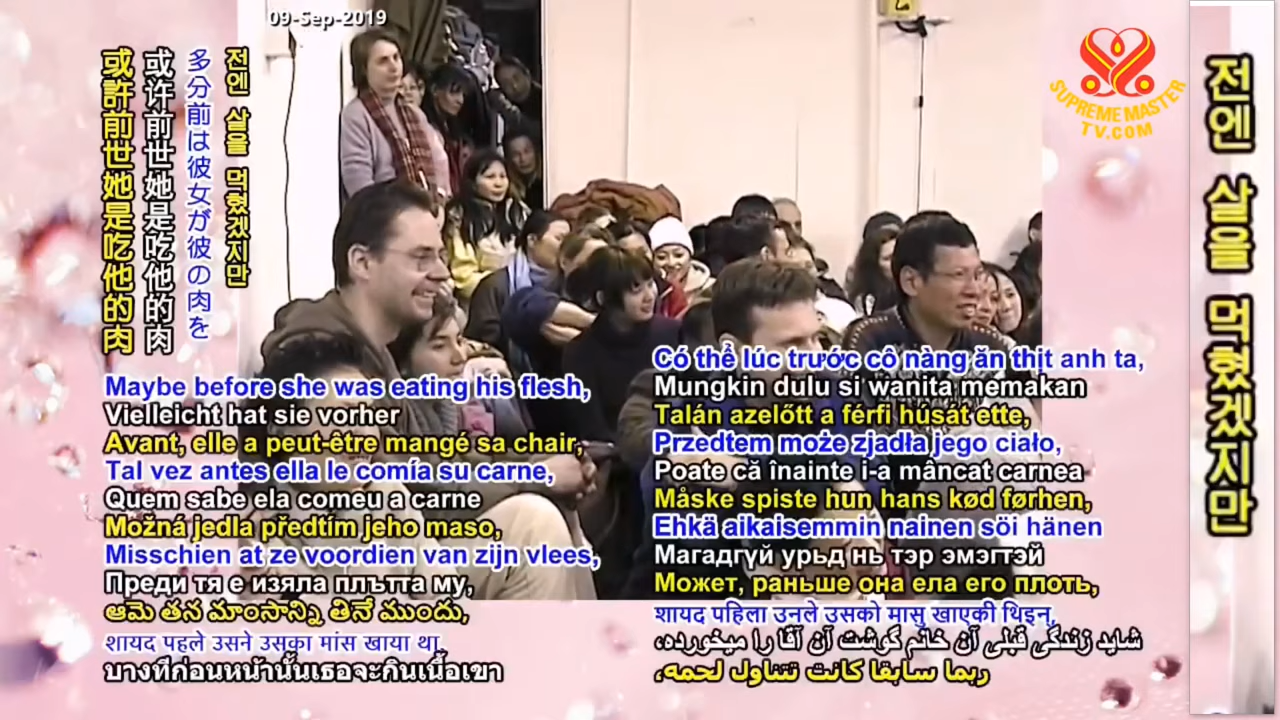 09-Sep-2019
SUPREME MASTER
TV.COM
전엔 살을 먹혔겠지만
多分前は彼女が彼の肉を
或许前世她是吃他的肉
或許前世她是吃他的肉
Maybe before she was eating his flesh,
Vielleicht hat sie vorher
Avant, elle a peut-être mangé sa chair,
Tal vez antes ella le comía su carne,
Quem sabe ela comeu a carne
Možná jedla předtím jeho maso,
Misschien at ze voordien van zijn vlees,
Преди тя е изяла плътта му,
ఆమె తన మాంసాన్ని తినే ముందు,
शायद पहले उसने उसका मांस खाया था,
บางทีก่อนหน้านั้นเธอจะกินเนื้อเขา
Có thể lúc trước cô nàng ăn thịt anh ta,
Mungkin dulu si wanita memakan
Talán azelőtt a férfi húsát ette,
Przedtem może zjadła jego ciało,
Poate că înainte i-a mâncat carnea
Måske spiste hun hans kød førhen,
Ehkä aikaisemmin nainen söi hänen
Магадгүй урьд нь тэр эмэгтэй
Может, раньше она ела его плоть,
शायद पहिला उनले उसको मासु खाएकी थिइन्,
شاید زندگی قبلی آن خانم گوشت آن آقا را میخورده،
ربما سابقا كانت تتناول لحمه،
전엔 살을 먹혔겠지만